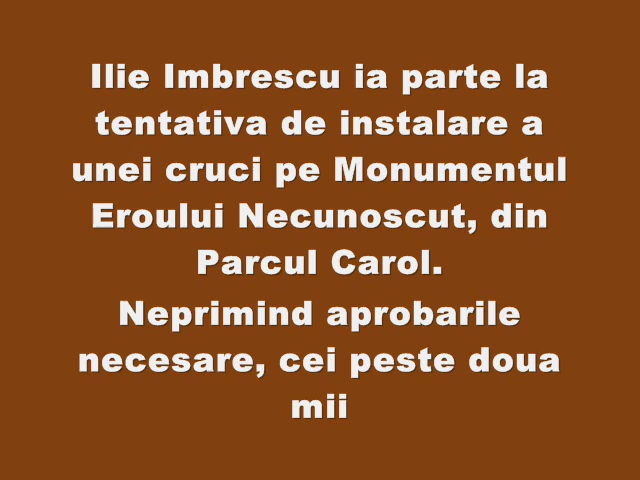 Ilie Imbrescu ia parte la
tentativa de instalare a
unei cruci pe Monumentul
Eroului Necunoscut, din
Parcul Carol.
Neprimind aprobarile
necesare, cei peste doua
mii